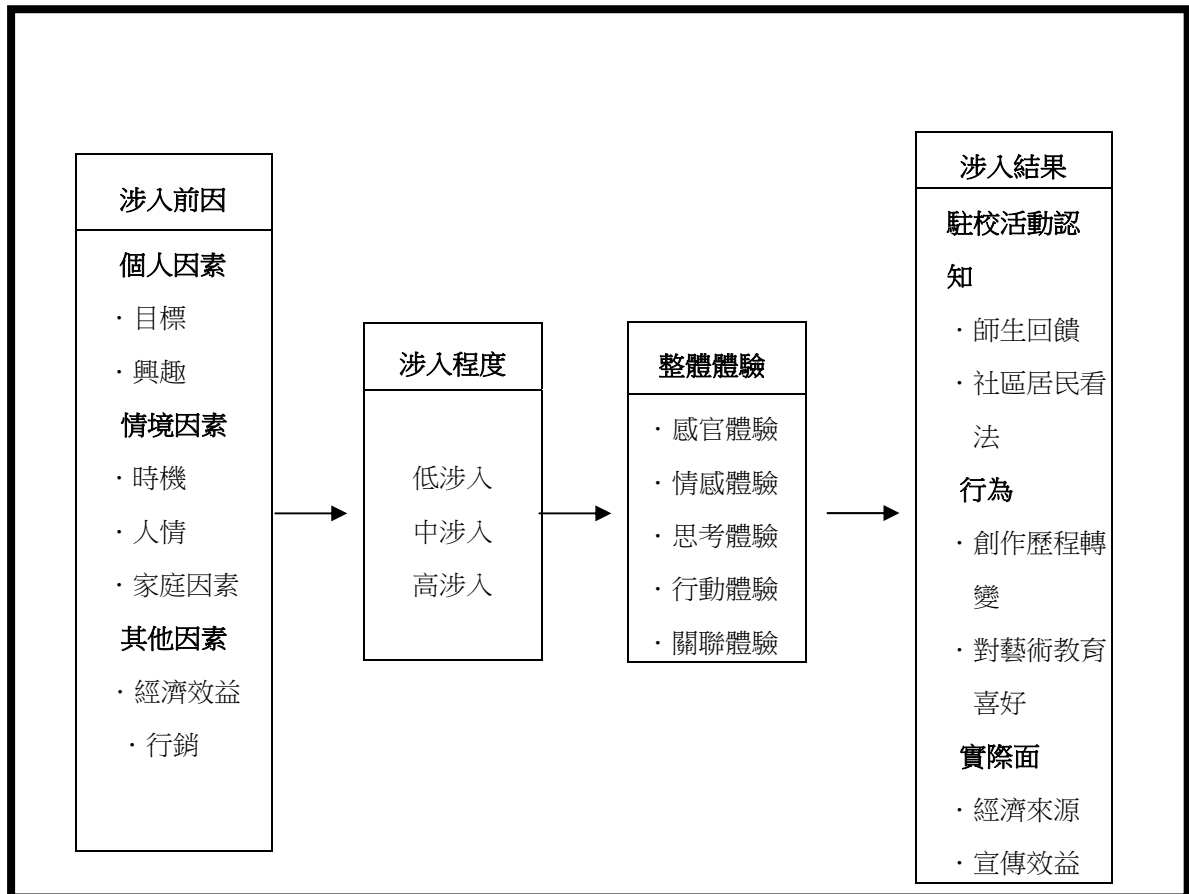 涉入前因
個人因素
．目標
．興趣
情境因素
．時機
．人情
．家庭因素
其他因素
．經濟效益
．行銷
涉入程度
低涉入
中涉入
高涉入
整體體驗
．感官體驗
．情感體驗
．思考體驗
．行動體驗
．關聯體驗
涉入結果
駐校活動認
知
．師生回饋
．社區居民看
法
行為
．創作歷程轉
變
．對藝術教育
喜好
實際面
．經濟來源
．宣傳效益